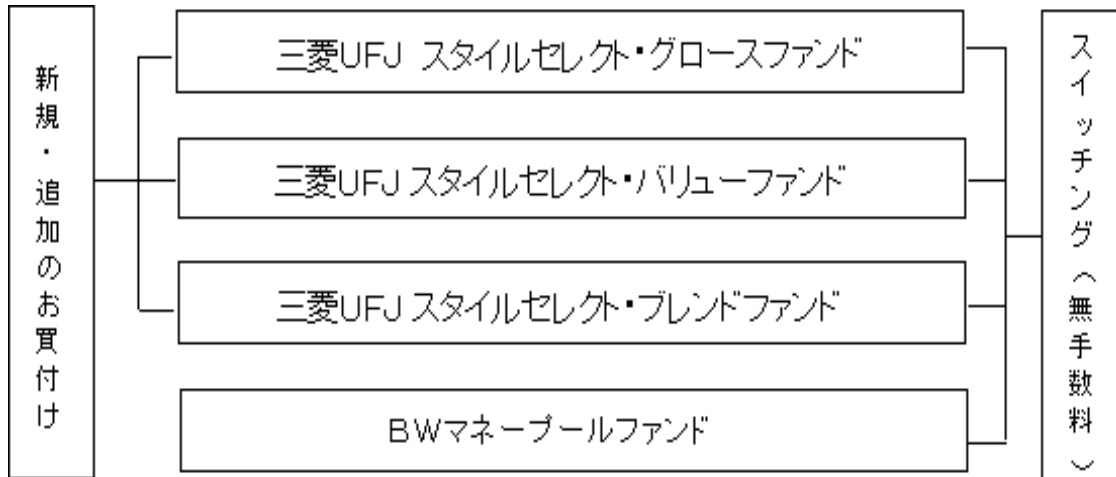 新規・追加のお買付け
三菱UFJ スタイルセレクト・グロースファンド
三菱UFJ スタイルセレクト・バリューファンド
三菱UFJ スタイルセレクト・ブレンドファンド
BWマネープールファンド
スイッチング(無手数料)